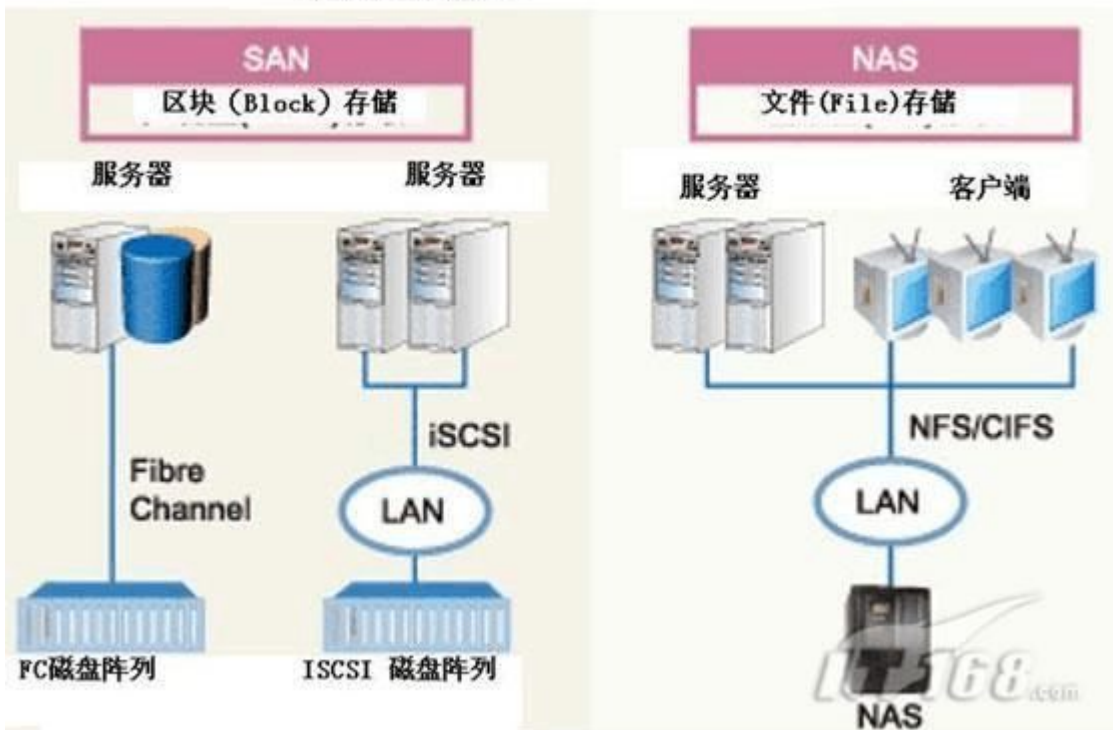 SAN
区块（Block）存储
服务器
服务器
iSCSI
Fibre
Channel
LAN
FC磁盘阵列
ISCSI 磁盘阵列
NAS
文件(File)存储
服务器
客户端
NFS/CIFS
LAN
IT168.com
NAS